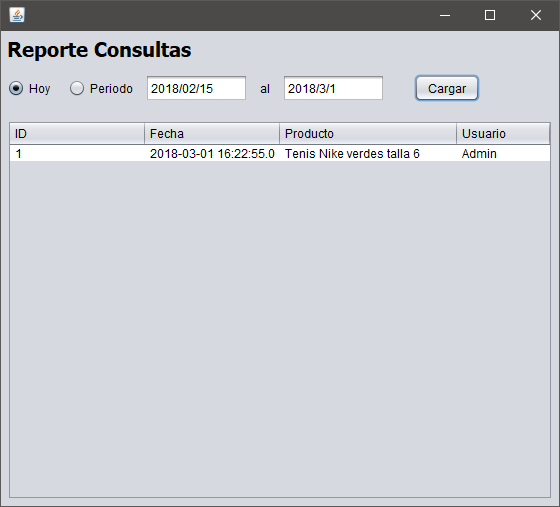 Reporte Consultas
Hoy Periodo 2018/02/15 al 2018/3/1 Cargar
ID Fecha Producto Usuario
1 2018-03-01 16:22:55.0 Tenis Nike verdes talla 6 Admin